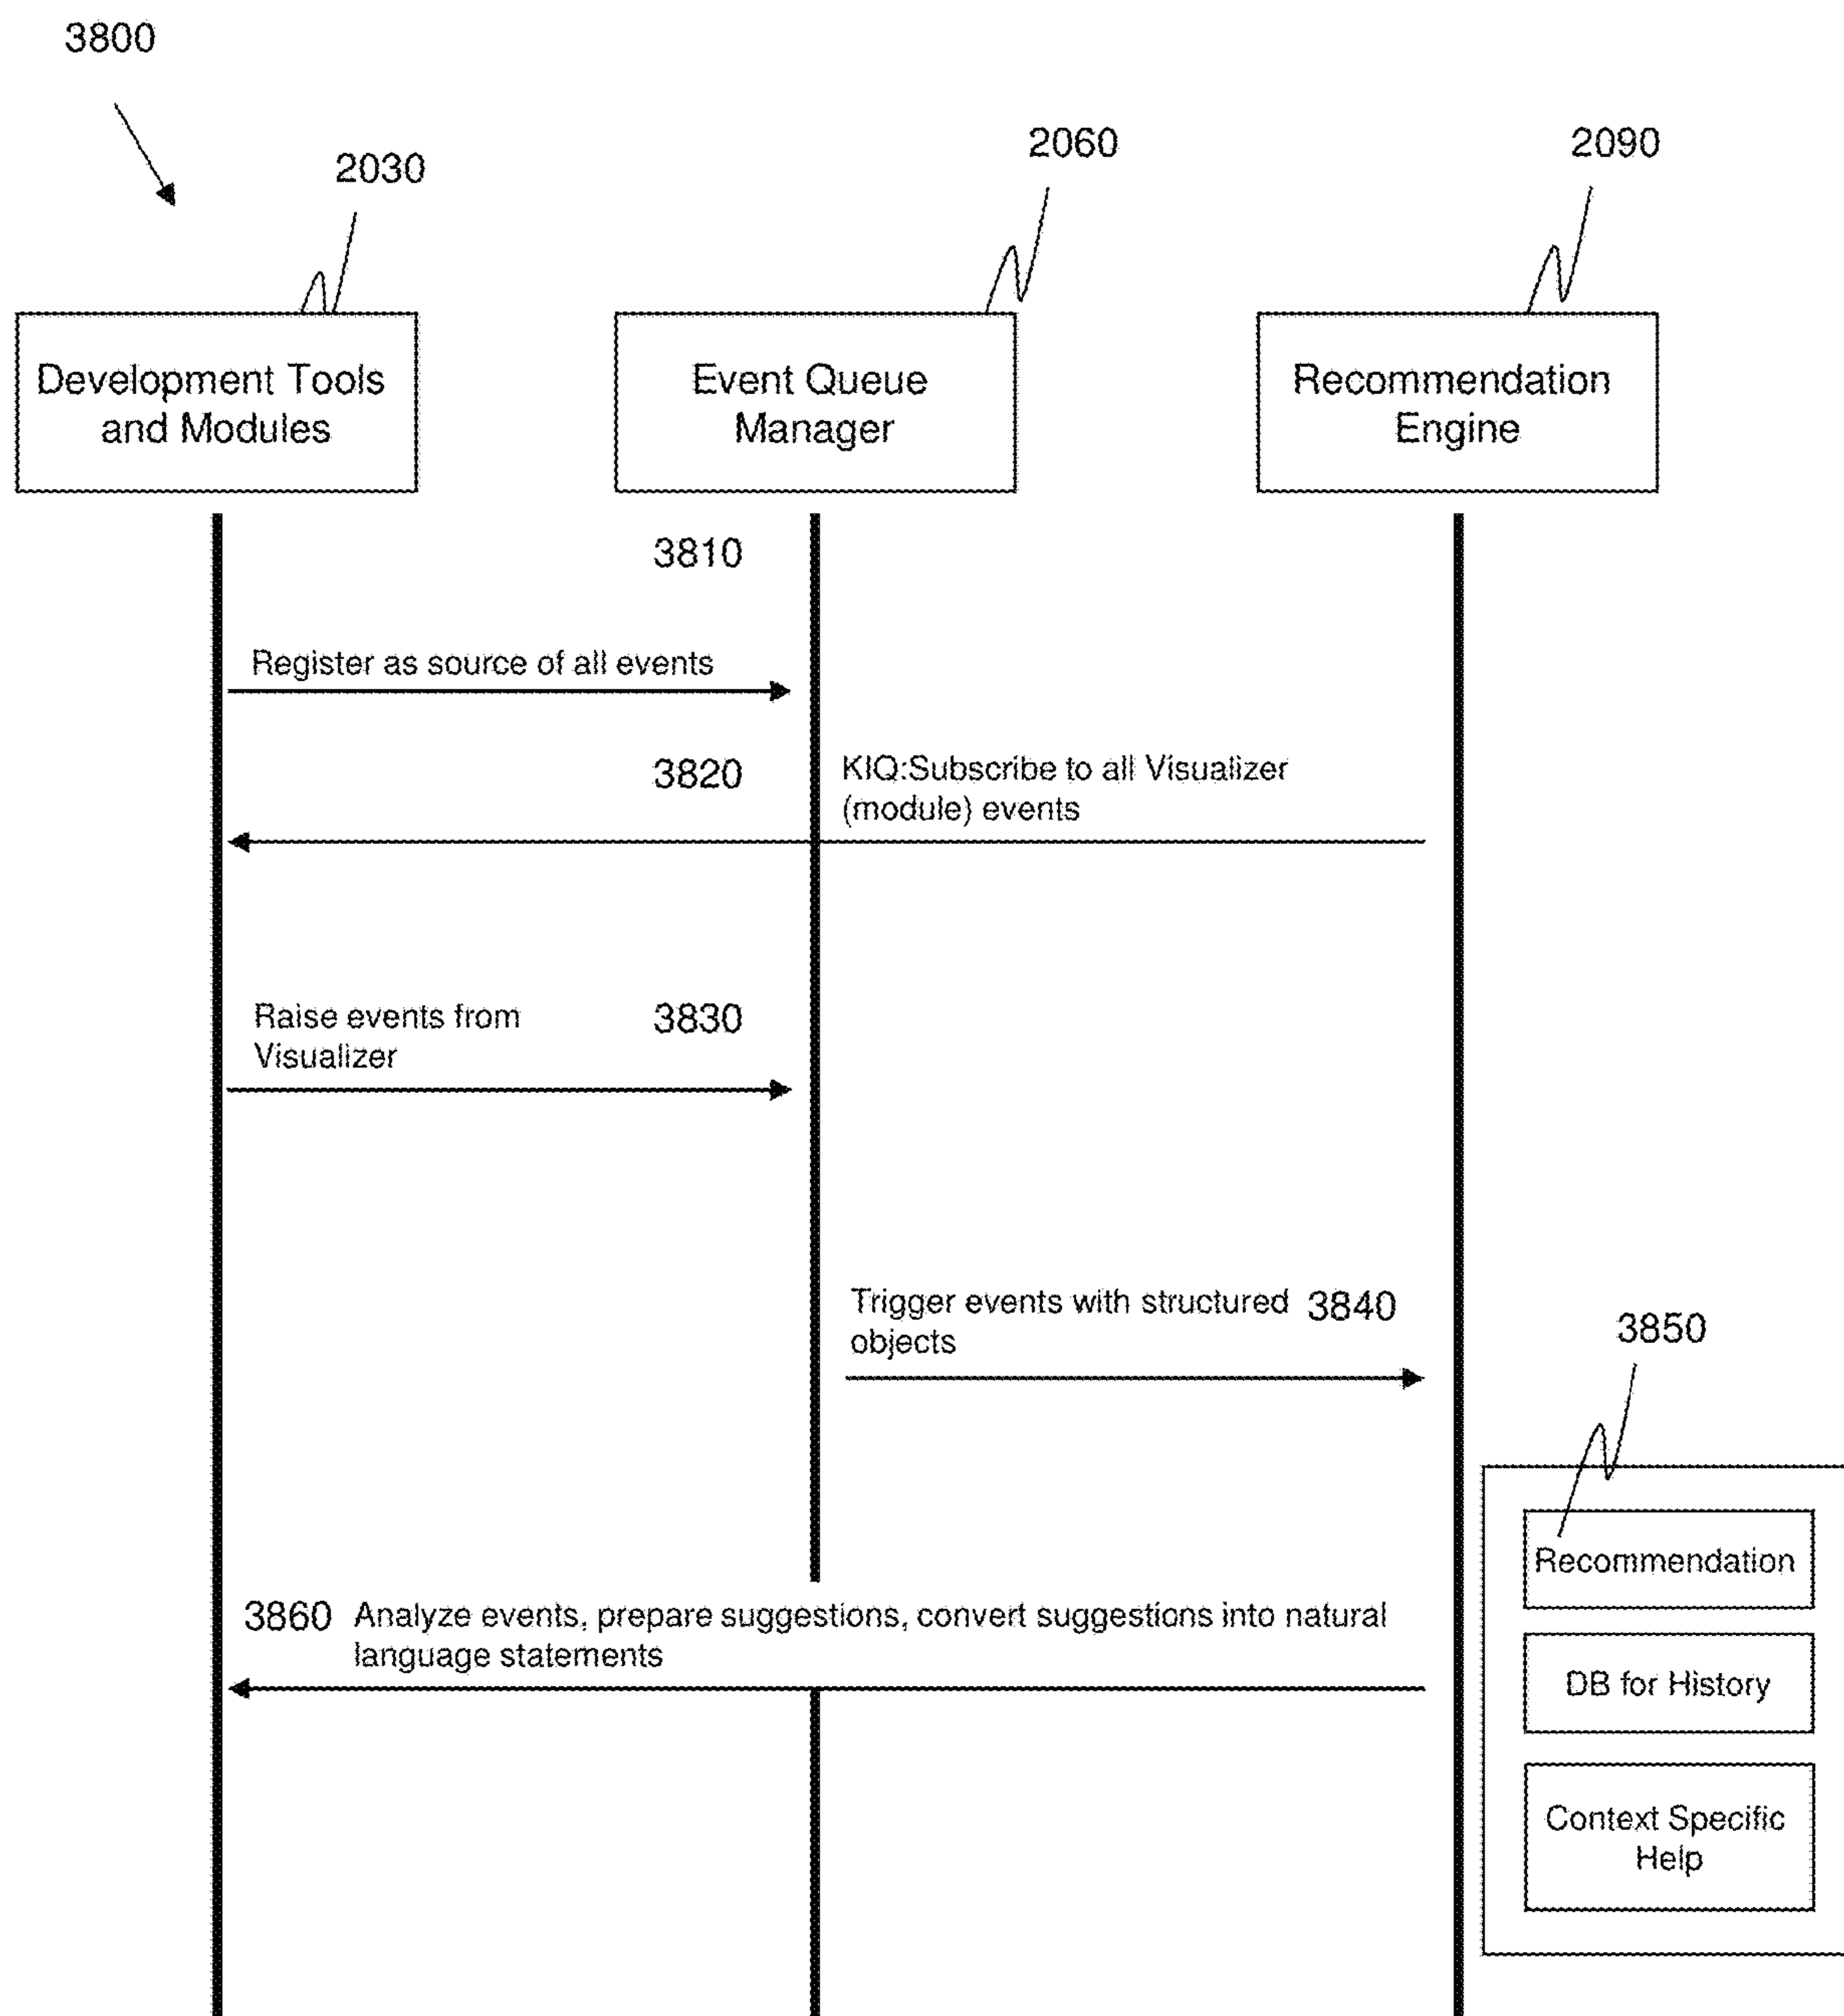 3800
2030
2060
2090
Development Tools
and Modules
Event Queue
Manager
Recommendation
Engine
3810
Register as source of all events
3820
KIQ:Subscribe to all Visualizer
(module) events
Raise events from
Visualizer
3830
Trigger events with structured
objects
3840
3850
Recommendation
DB for History
Context Specific
Help
3860
Analyze events, prepare suggestions, convert suggestions into natural
language statements